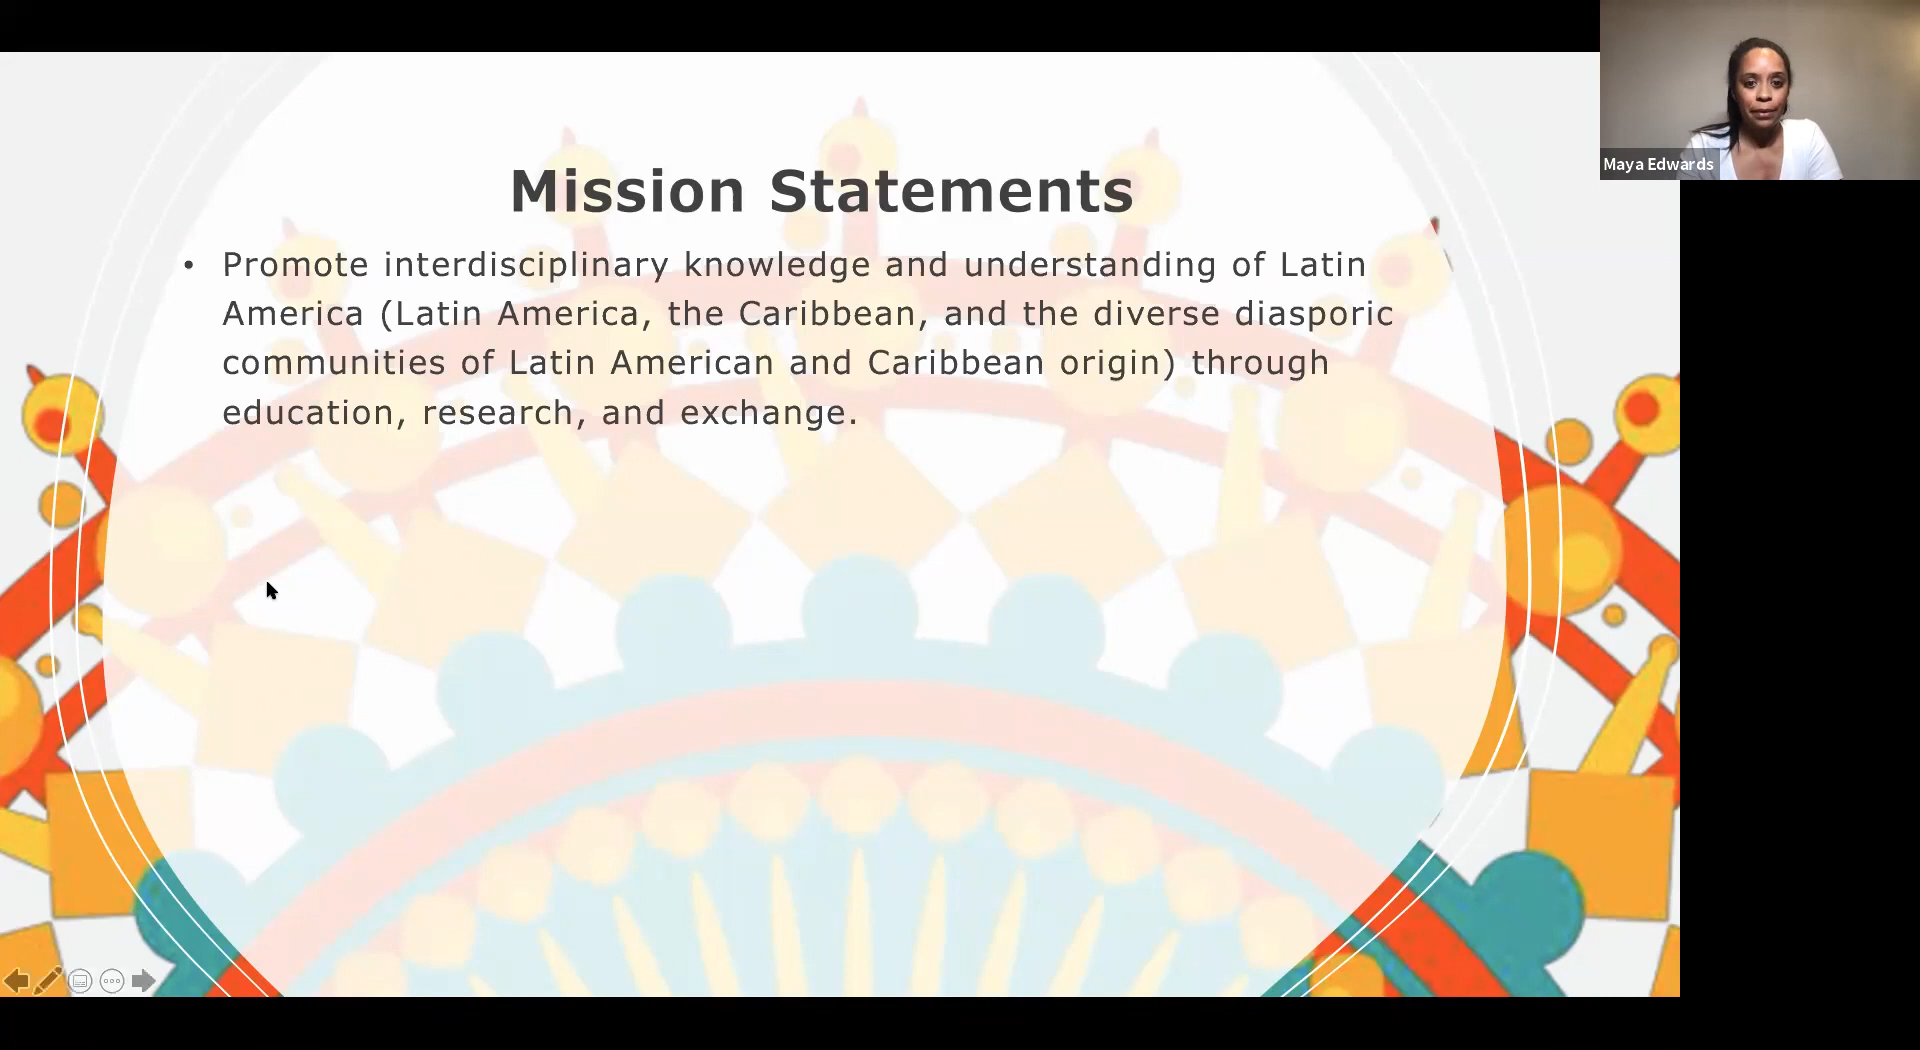 Mission Statements
• Promote interdisciplinary knowledge and understanding of Latin
America (Latin America, the Caribbean, and the diverse diasporic
communities of Latin American and Caribbean origin) through
education, research, and exchange.
Maya Edwards